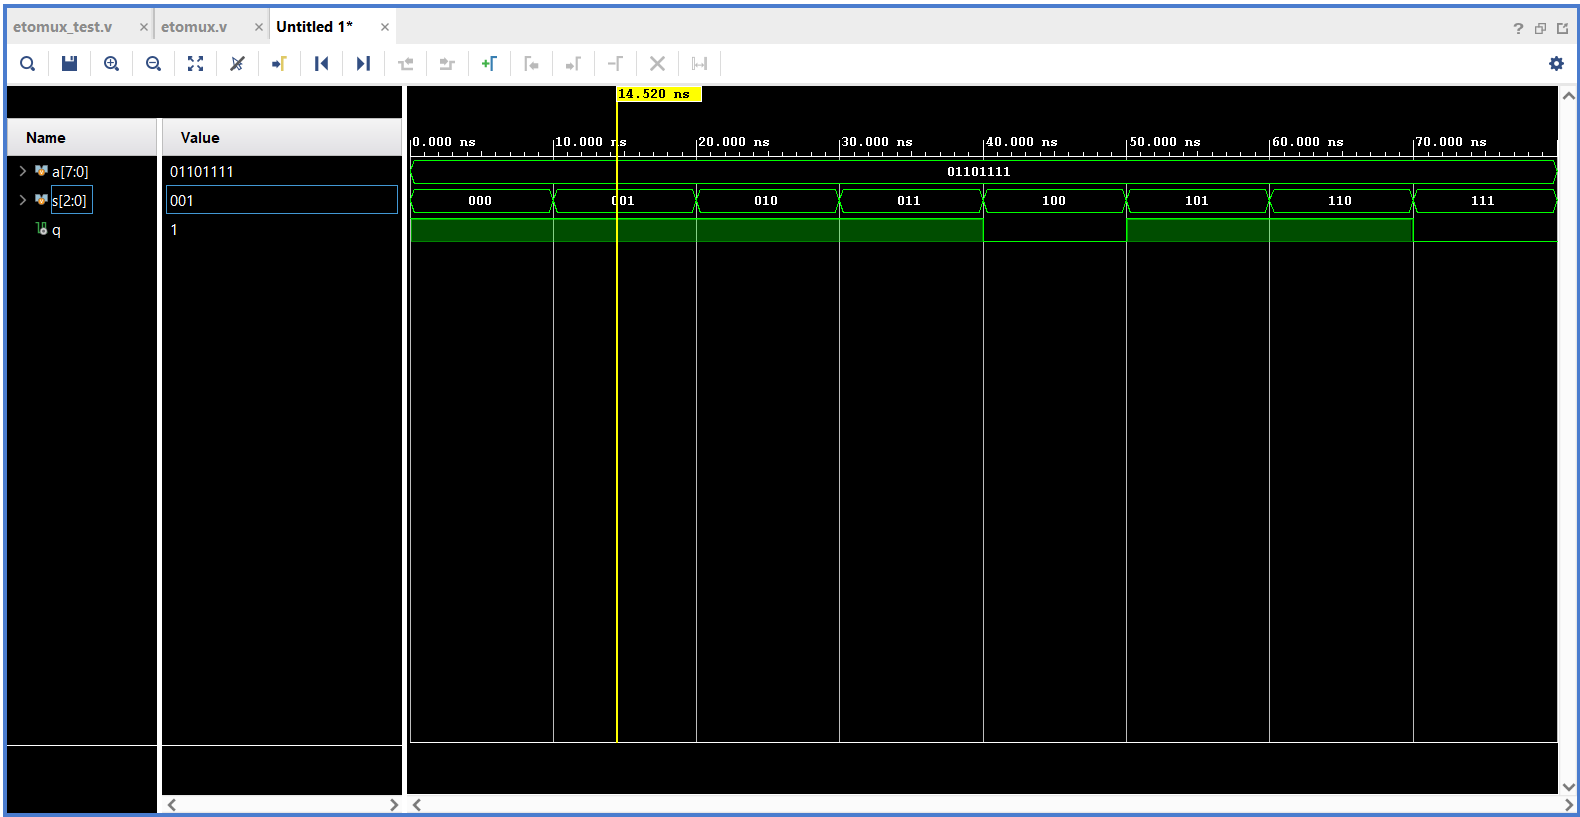 etomux_test.v × etomux.v × Untitled 1* ×
14.520 ns
Name Value
0.000 ns 10.000 ns 20.000 ns 30.000 ns 40.000 ns 50.000 ns 60.000 ns 70.000 ns
a[7:0] 01101111 01101111
s[2:0] 001 000 001 010 011 100 101 110 111
q 1